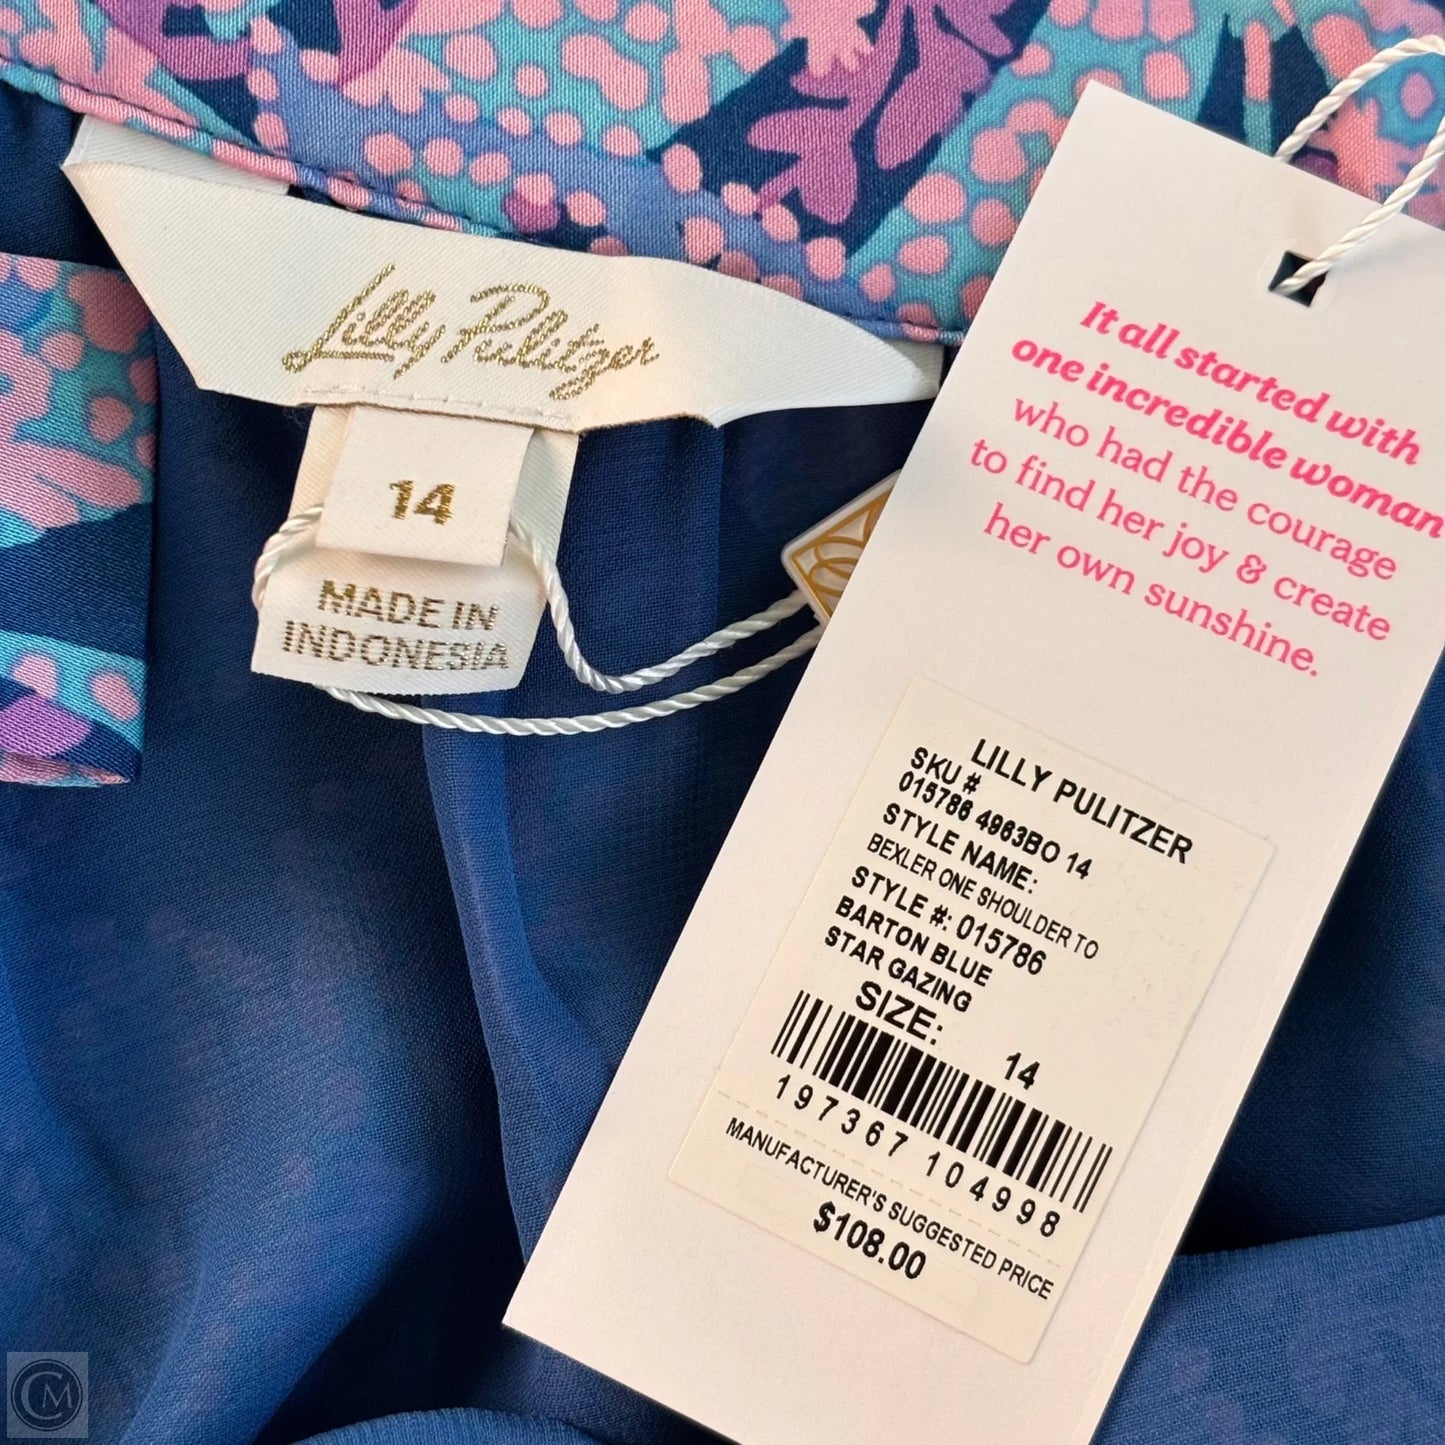 Lilly Pulitzer
14
MADE IN
INDONESIA
It all started with
one incredible woman
who had the courage
to find her joy & create
her own sunshine.
LILLY PULITZER
SKU #
015786 4963BO 14
STYLE NAME:
BEXLER ONE SHOULDER TO
STYLE #: 015786
BARTON BLUE
STAR GAZING
SIZE: 14
197367 104998
MANUFACTURER'S SUGGESTED PRICE
$108.00
CM